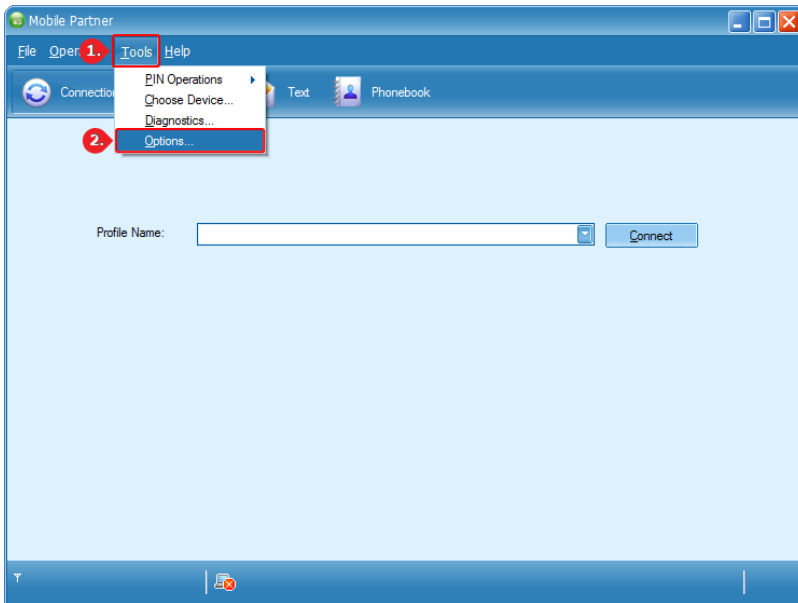 Mobile Partner
File Opera 1. Tools Help
Connection Text Phonebook
PIN Operations
Choose Device...
Diagnostics...
2. Options...
Profile Name: Connect